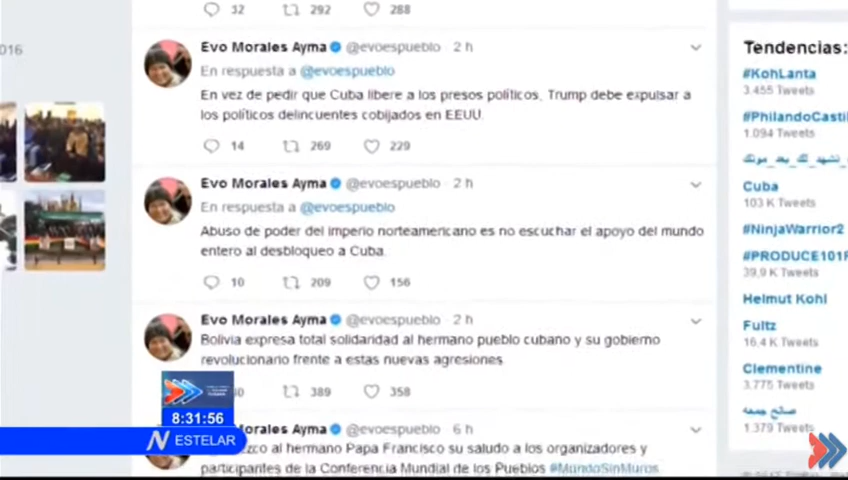 32 292 288
2016
Evo Morales Ayma @evoespueblo · 2 h
En respuesta a @evoespueblo
En vez de pedir que Cuba libere a los presos políticos, Trump debe expulsar a
los políticos delincuentes cobijados en EEUU.
14 269 229
Evo Morales Ayma @evoespueblo · 2 h
En respuesta a @evoespueblo
Abuso de poder del imperio norteamericano es no escuchar el apoyo del mundo
entero al desbloqueo a Cuba.
10 209 156
Evo Morales Ayma @evoespueblo · 2 h
Bolivia expresa total solidaridad al hermano pueblo cubano y su gobierno
revolucionario frente a estas nuevas agresiones.
389 358
Morales Ayma @evoespueblo · 6 h
al hermano Papa Francisco su saludo a los organizadores y
participantes de la Conferencia Mundial de los Pueblos #MundoSinMuros
Tendencias:
#KohLanta
3.455 Tweets
#PhilandoCastil
1.094 Tweets
Cuba
103 K Tweets
#NinjaWarrior2
#PRODUCE101F
39,9 K Tweets
Helmut Kohl
Fultz
16,4 K Tweets
Clementine
3.775 Tweets
صالح جمعه
1.379 Tweets
8:31:56
N ESTELAR